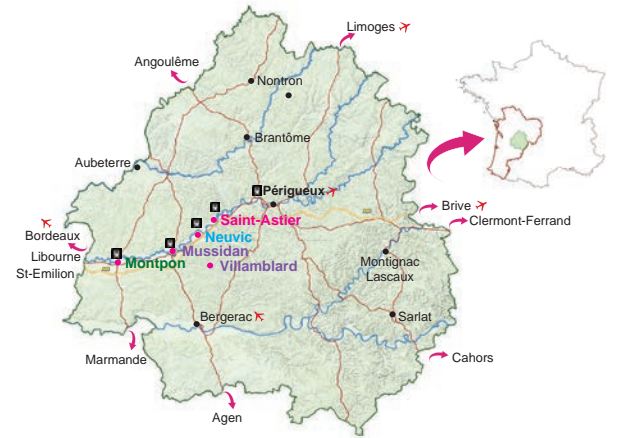 Limoges
Angoulême
Nontron
Brantôme
Aubeterre
Périgueux
Brive
Saint-Astier
Clermont-Ferrand
Bordeaux
Neuvic
Libourne
Mussidan
St-Emilion
Montpon
Villamblard
Montignac
Lascaux
Bergerac
Sarlat
Marmande
Cahors
Agen